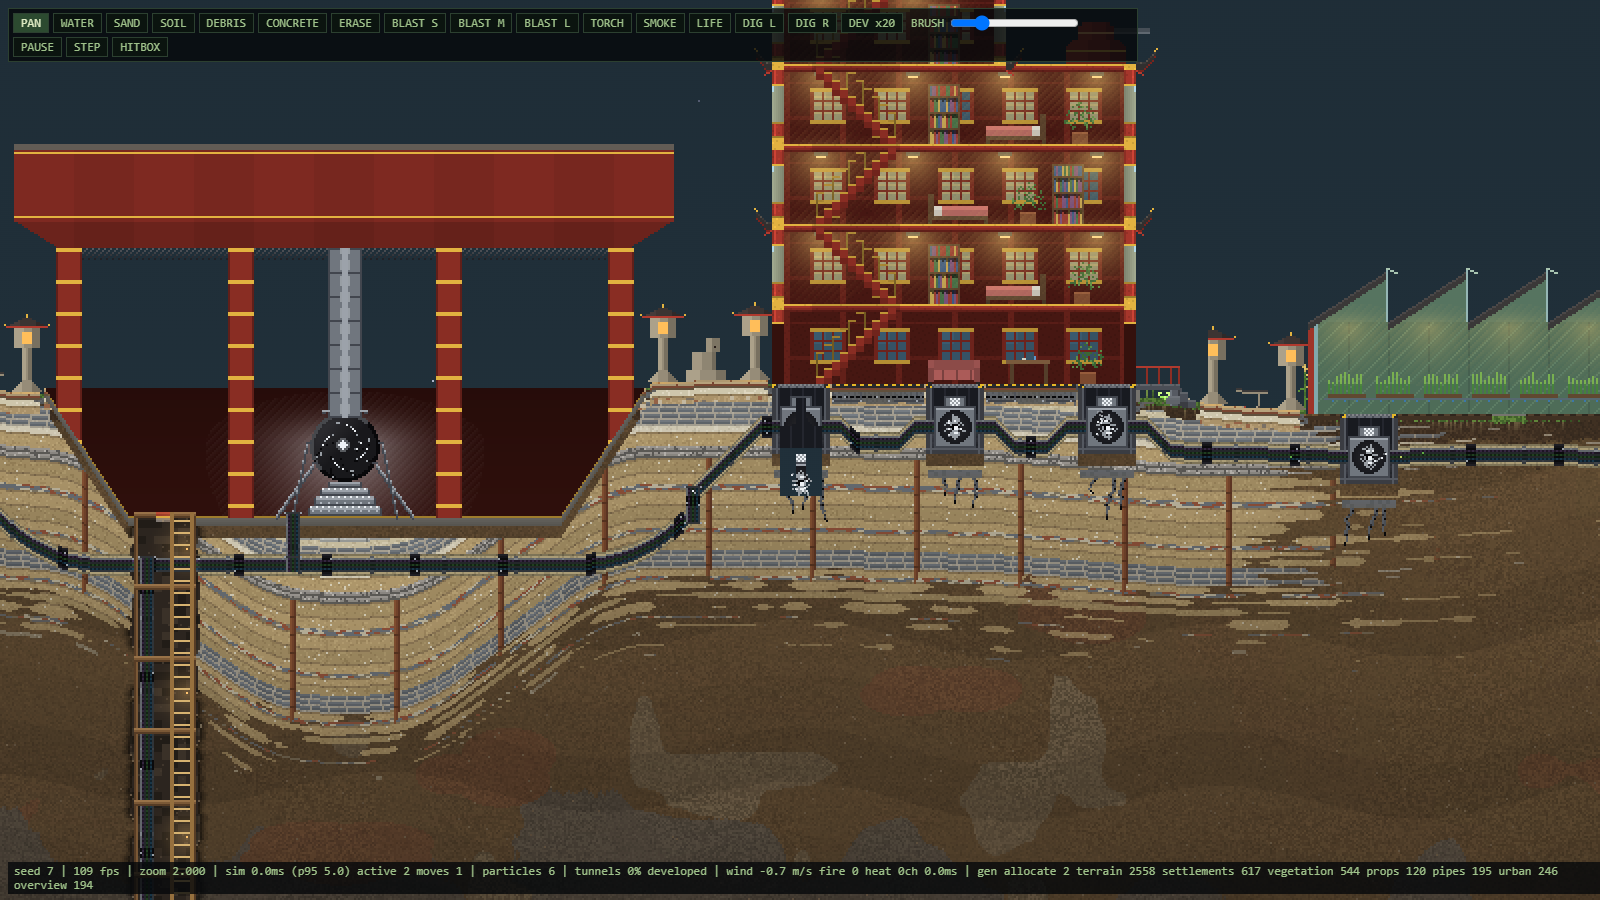 PAN WATER SAND SOIL DEBRIS CONCRETE ERASE BLAST S BLAST M BLAST L TORCH SMOKE LIFE DIG L DIG R DEV x20 BRUSH
PAUSE STEP HITBOX
seed 7 | 109 fps | zoom 2.000 | sim 0.0ms (p95 5.0) active 2 moves 1 | particles 6 | tunnels 0% developed | wind -0.7 m/s fire 0 heat 0ch 0.0ms | gen allocate 2 terrain 2558 settlements 617 vegetation 544 props 120 pipes 195 urban 246
overview 194